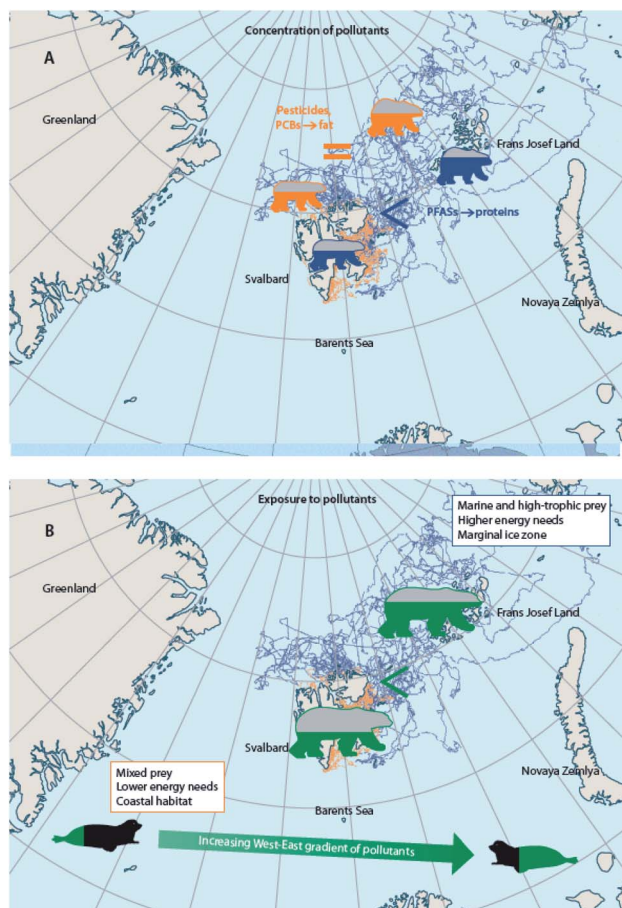 Concentration of pollutants
A
Pesticides,
PCBs → fat
Greenland
Frans Josef Land
PFASs → proteins
Svalbard
Novaya Zemlya
Barents Sea
Exposure to pollutants
B
Marine and high-trophic prey
Higher energy needs
Marginal ice zone
Greenland
Frans Josef Land
Svalbard
Novaya Zemlya
Mixed prey
Lower energy needs
Coastal habitat
Barents Sea
Increasing West-East gradient of pollutants